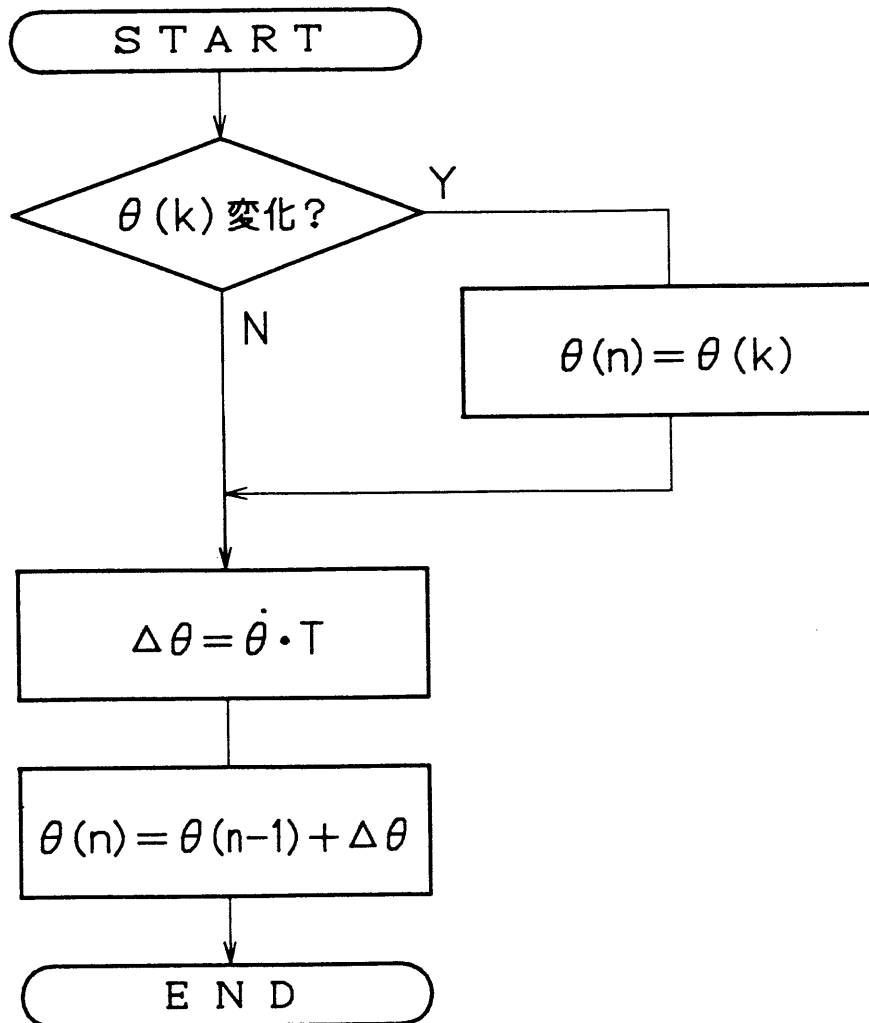 START
θ(k)変化?
Y
N
θ(n)=θ(k)
Δθ=θ̇・T
θ(n)=θ(n-1)+Δθ
END